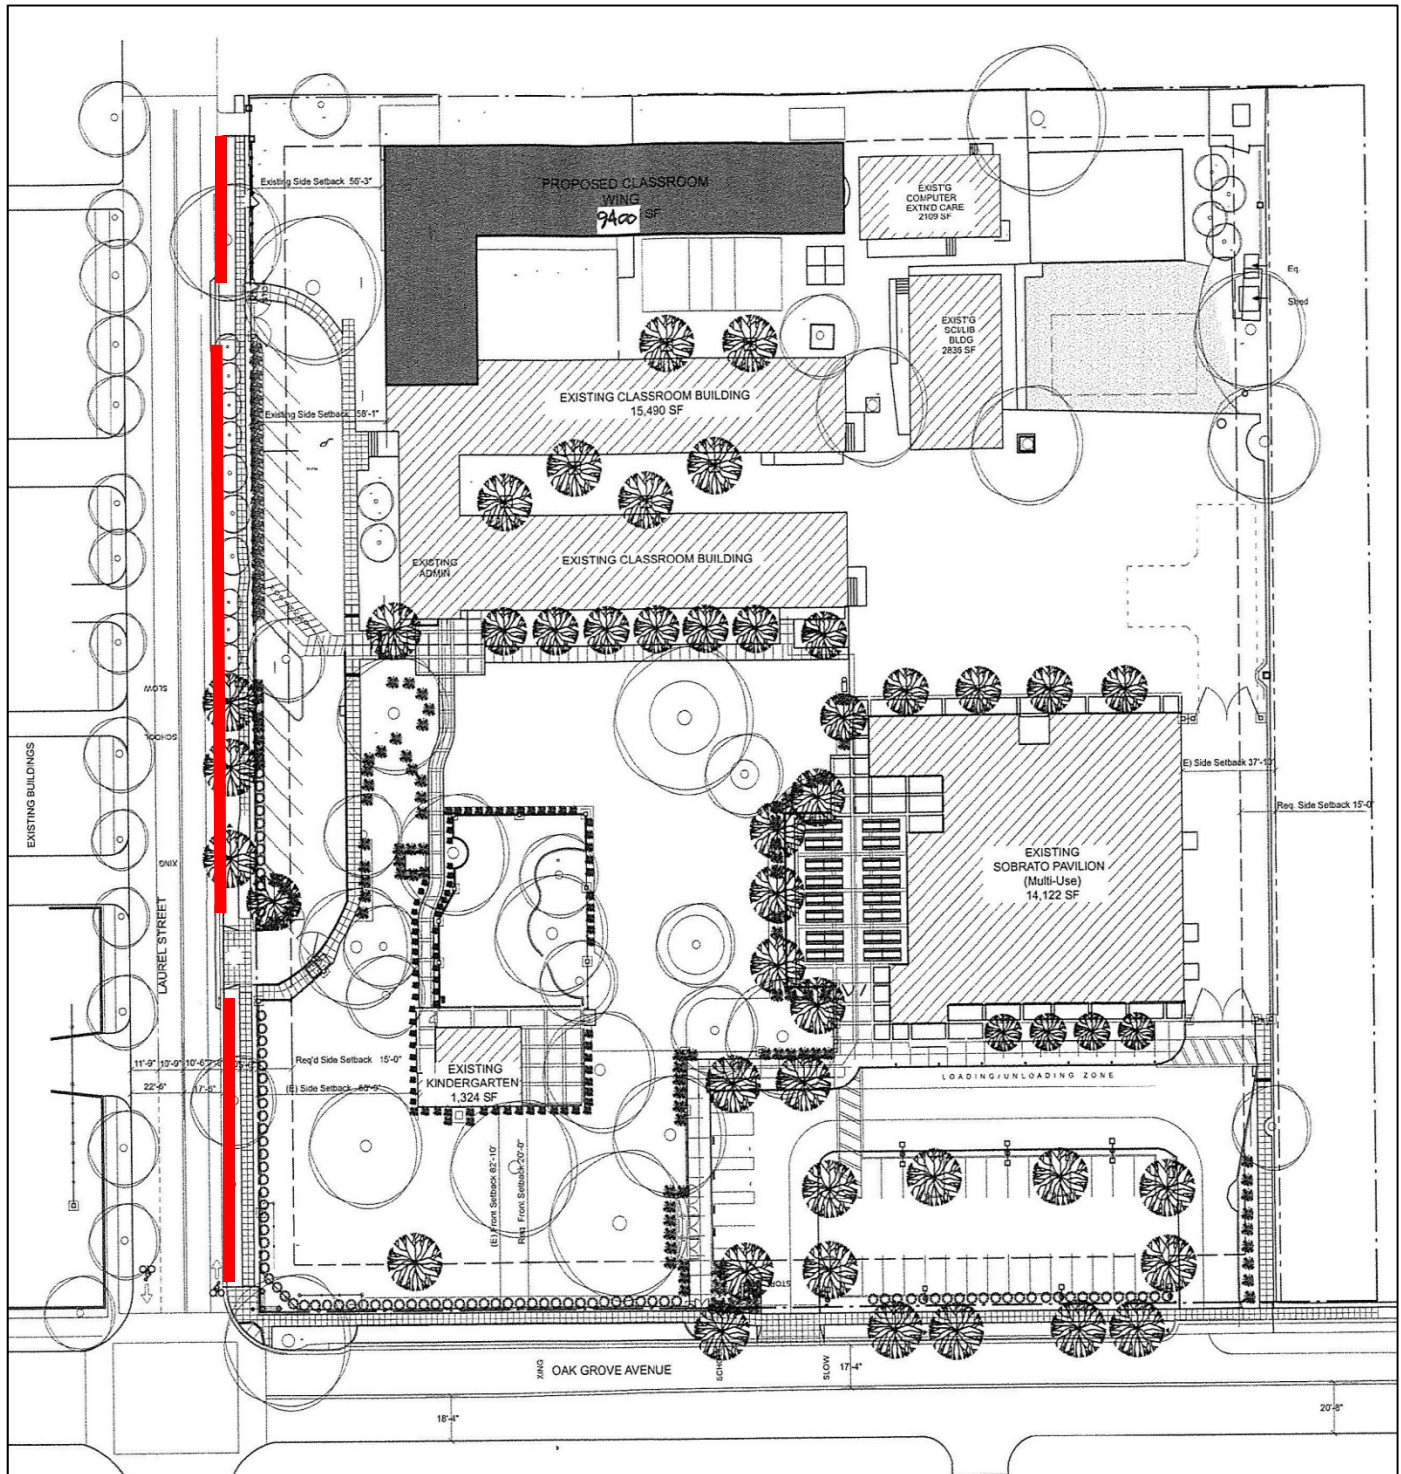 Existing Side Setback 56'-3"
PROPOSED CLASSROOM
WING
9400 SF
EXIST'G
COMPUTER
EXTN'D CARE
2109 SF
Eq.
Shed
EXIST'G
SCI/LIB
BLDG
2836 SF
EXISTING CLASSROOM BUILDING
15,490 SF
Existing Side Setback 58'-1"
EXISTING
ADMIN
EXISTING CLASSROOM BUILDING
SLOW
SCHOOL
XING
EXISTING BUILDINGS
LAUREL STREET
(E) Side Setback 37'-10"
Req. Side Setback 15'-0"
EXISTING
SOBRATO PAVILION
(Multi-Use)
14,122 SF
11'-9" 10'-9" 10'-6"
22'-6"
17'-6"
Req'd Side Setback 15'-0"
(E) Side Setback
EXISTING
KINDERGARTEN
1,324 SF
LOADING/UNLOADING ZONE
(E) Front Setback 82'-10"
Req Front Setback 20'-0"
STOP
XING
OAK GROVE AVENUE
SLOW
17'-4"
18'-4"
20'-8"